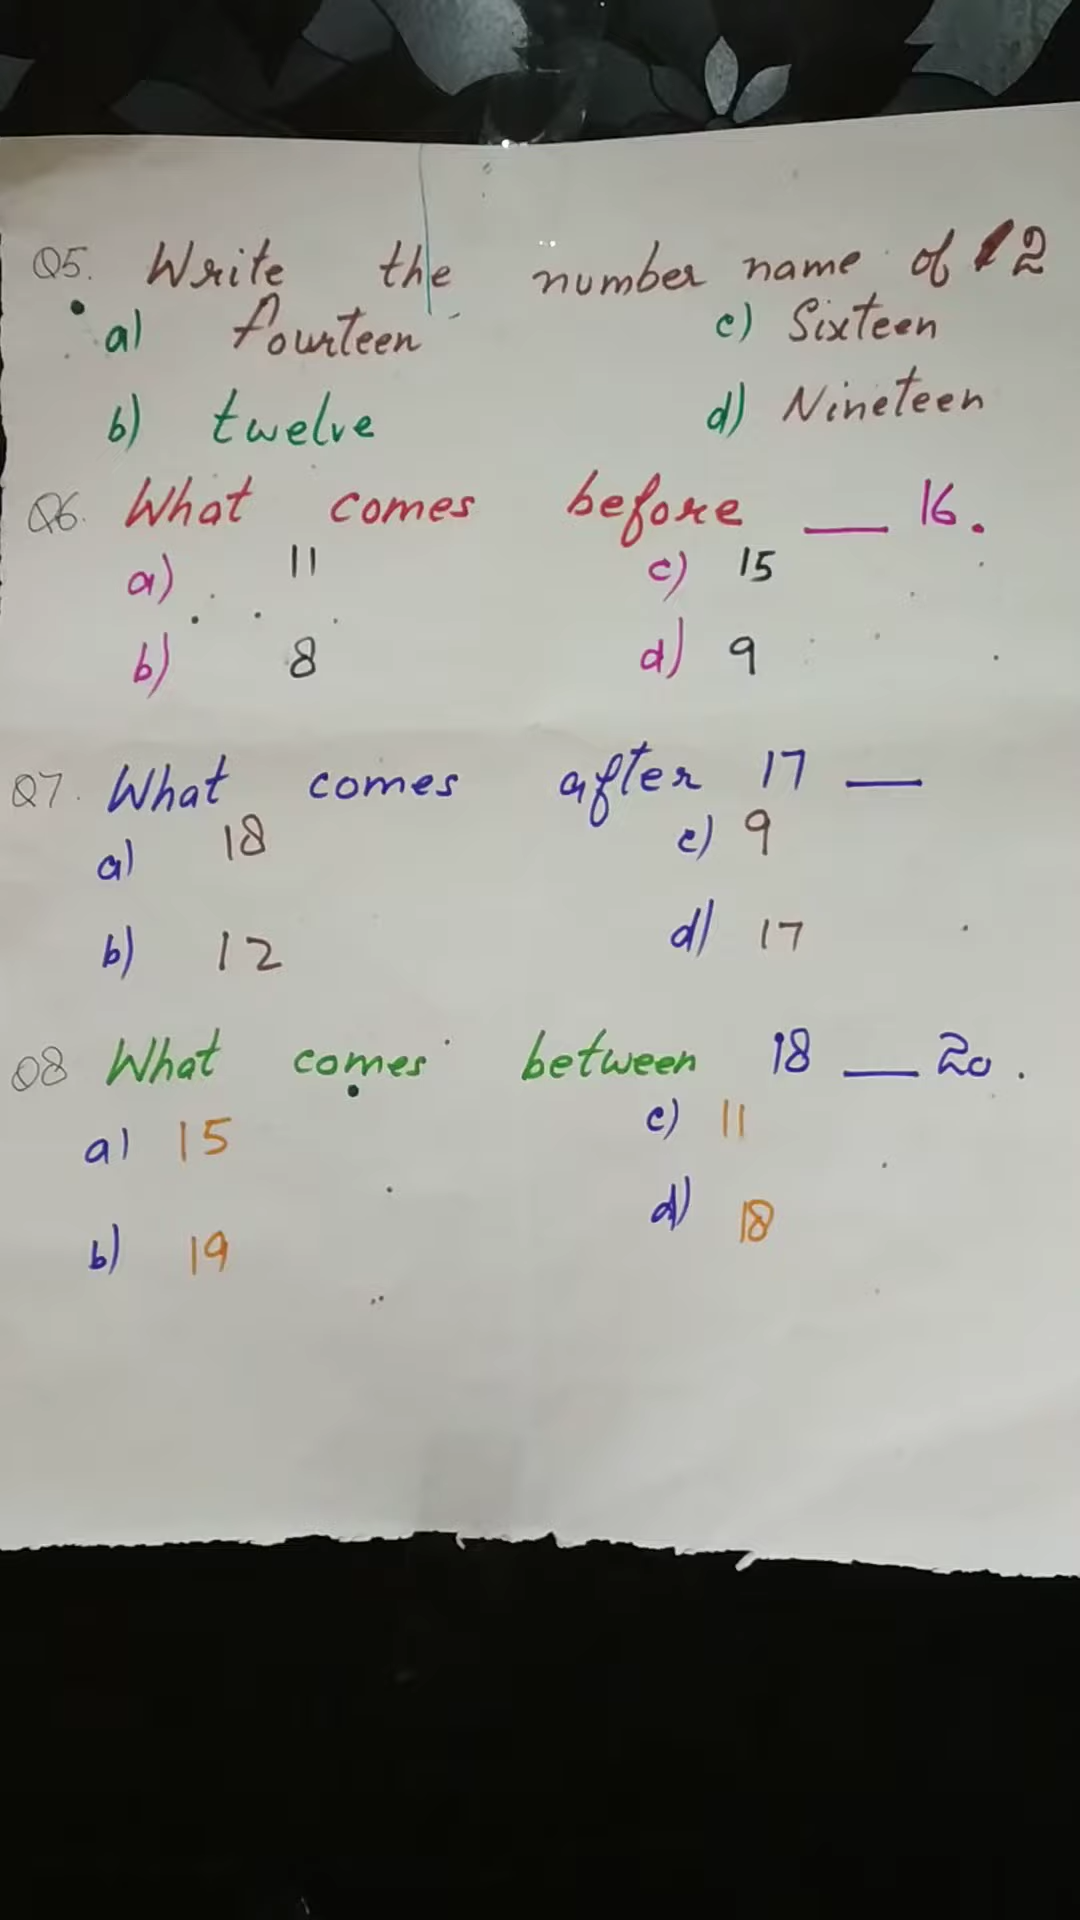 Q5. Write the number name of 12
a) fourteen c) Sixteen
b) twelve d) Nineteen
Q6. What comes before __ 16.
a) 11 c) 15
b) 8 d) 9
Q7. What comes after 17 __
a) 18 c) 9
b) 12 d) 17
Q8 What comes between 18 __ 20.
a) 15 c) 11
b) 19 d) 18